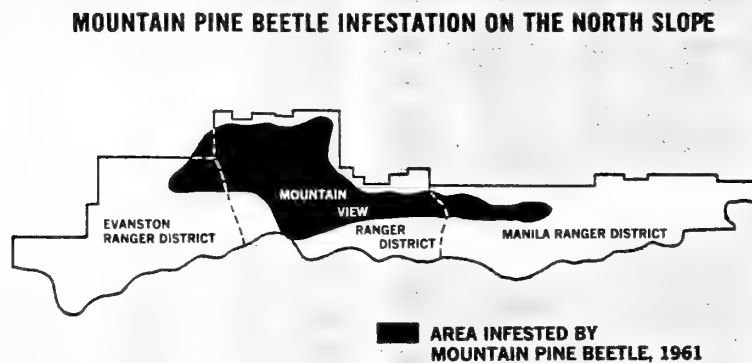 MOUNTAIN PINE BEETLE INFESTATION ON THE NORTH SLOPE
MOUNTAIN
VIEW
RANGER
DISTRICT
EVANSTON
RANGER DISTRICT
MANILA RANGER DISTRICT
AREA INFESTED BY
MOUNTAIN PINE BEETLE, 1961